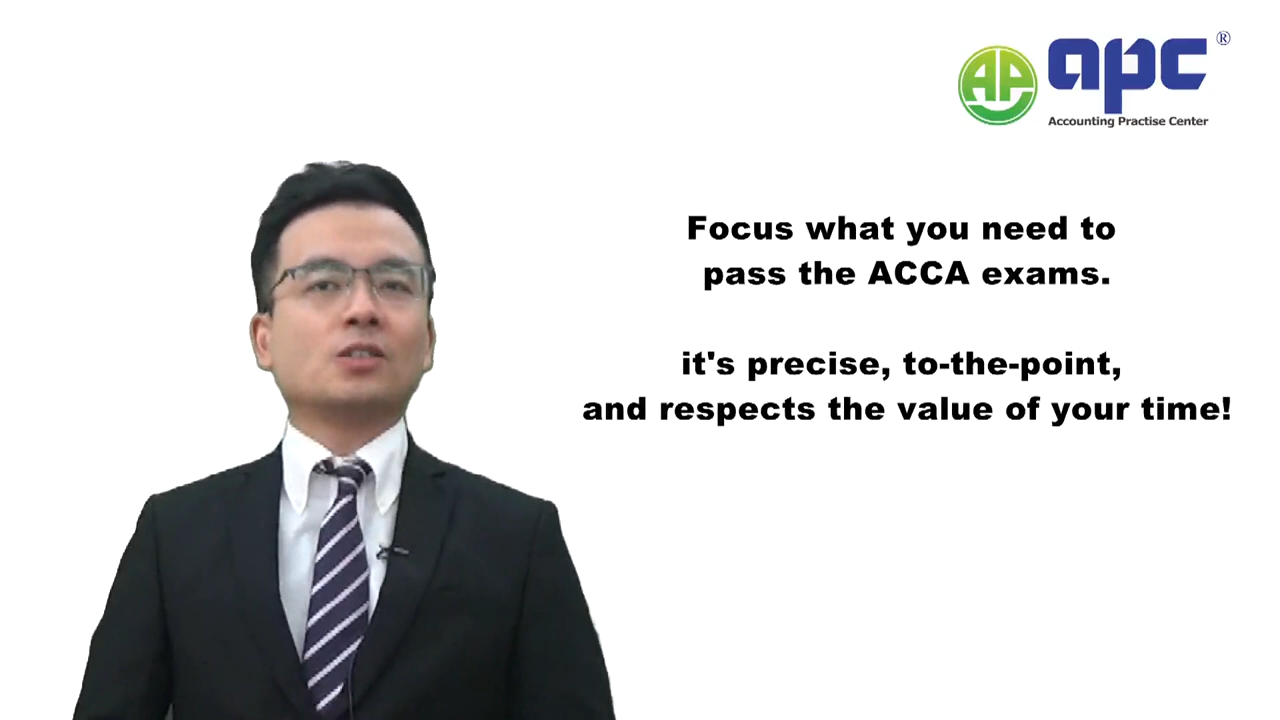 AP
apc®
Accounting Practise Center
Focus what you need to
pass the ACCA exams.
it's precise, to-the-point,
and respects the value of your time!